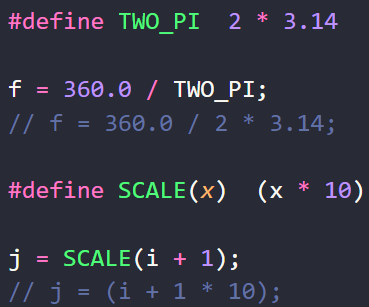 #define TWO_PI  2 * 3.14
f = 360.0 / TWO_PI;
// f = 360.0 / 2 * 3.14;
#define SCALE(x)  (x * 10)
j = SCALE(i + 1);
// j = (i + 1 * 10);